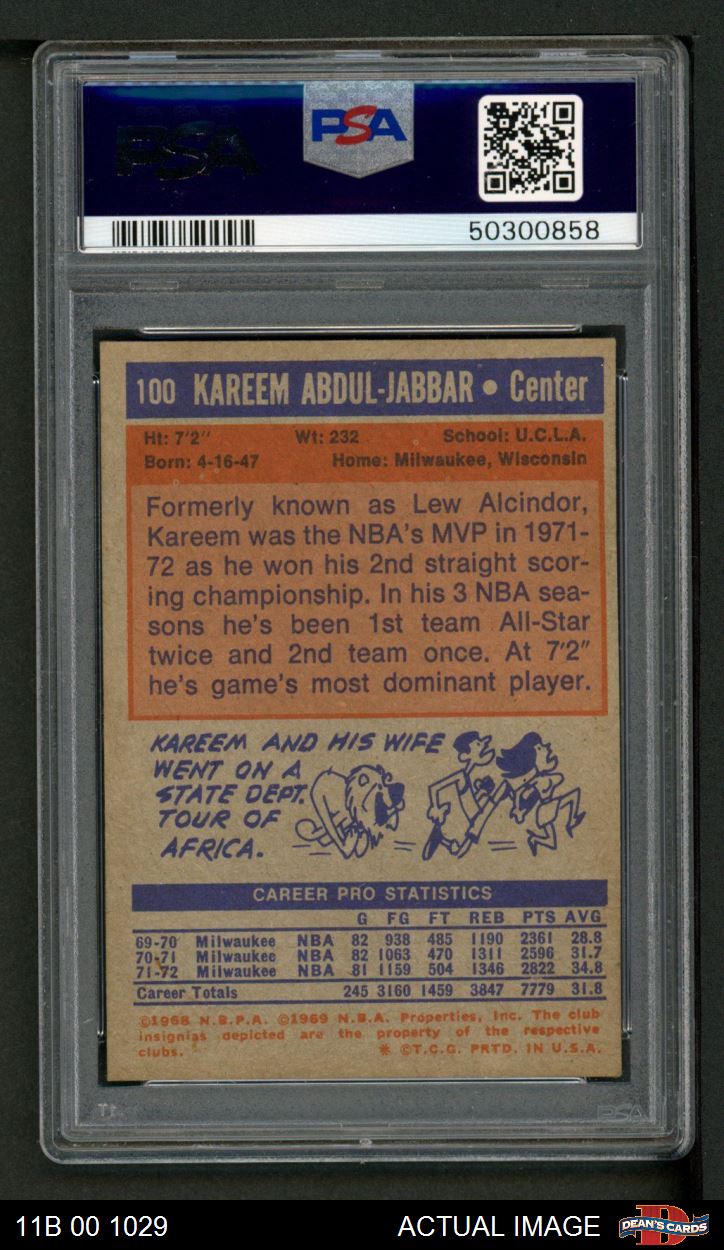 PSA
PSA
50300858
100 KAREEM ABDUL-JABBAR • Center
Ht: 7'2" Wt: 232 School: U.C.L.A.
Born: 4-16-47 Home: Milwaukee, Wisconsin
Formerly known as Lew Alcindor,
Kareem was the NBA's MVP in 1971-
72 as he won his 2nd straight scor-
ing championship. In his 3 NBA sea-
sons he's been 1st team All-Star
twice and 2nd team once. At 7'2"
he's game's most dominant player.
KAREEM AND HIS WIFE
WENT ON A
STATE DEPT.
TOUR OF
AFRICA.
CAREER PRO STATISTICS
G FG FT REB PTS AVG
69-70 Milwaukee NBA 82 938 485 1190 2361 28.8
70-71 Milwaukee NBA 82 1063 470 1311 2596 31.7
71-72 Milwaukee NBA 81 1159 504 1346 2822 34.8
Career Totals 245 3160 1459 3847 7779 31.8
©1968 N.B.P.A. ©1969 N.B.A. Properties, Inc. The club
insignias depicted are the property of the respective
clubs. * ©T.C.G. PRTD. IN U.S.A.
PSA
11B 00 1029 ACTUAL IMAGE DEAN'S CARDS